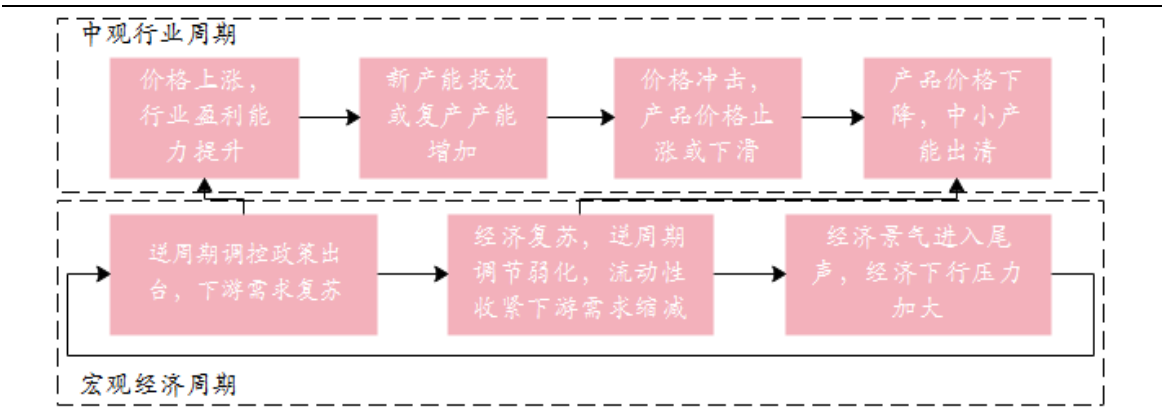 中观行业周期
价格上涨，
行业盈利能
力提升
新产能投放
或复产产能
增加
价格冲击，
产品价格止
涨或下滑
产品价格下
降，中小产
能出清
逆周期调控政策出
台，下游需求复苏
经济复苏，逆周期
调节弱化，流动性
收紧下游需求缩减
经济景气进入尾
声，经济下行压力
加大
宏观经济周期